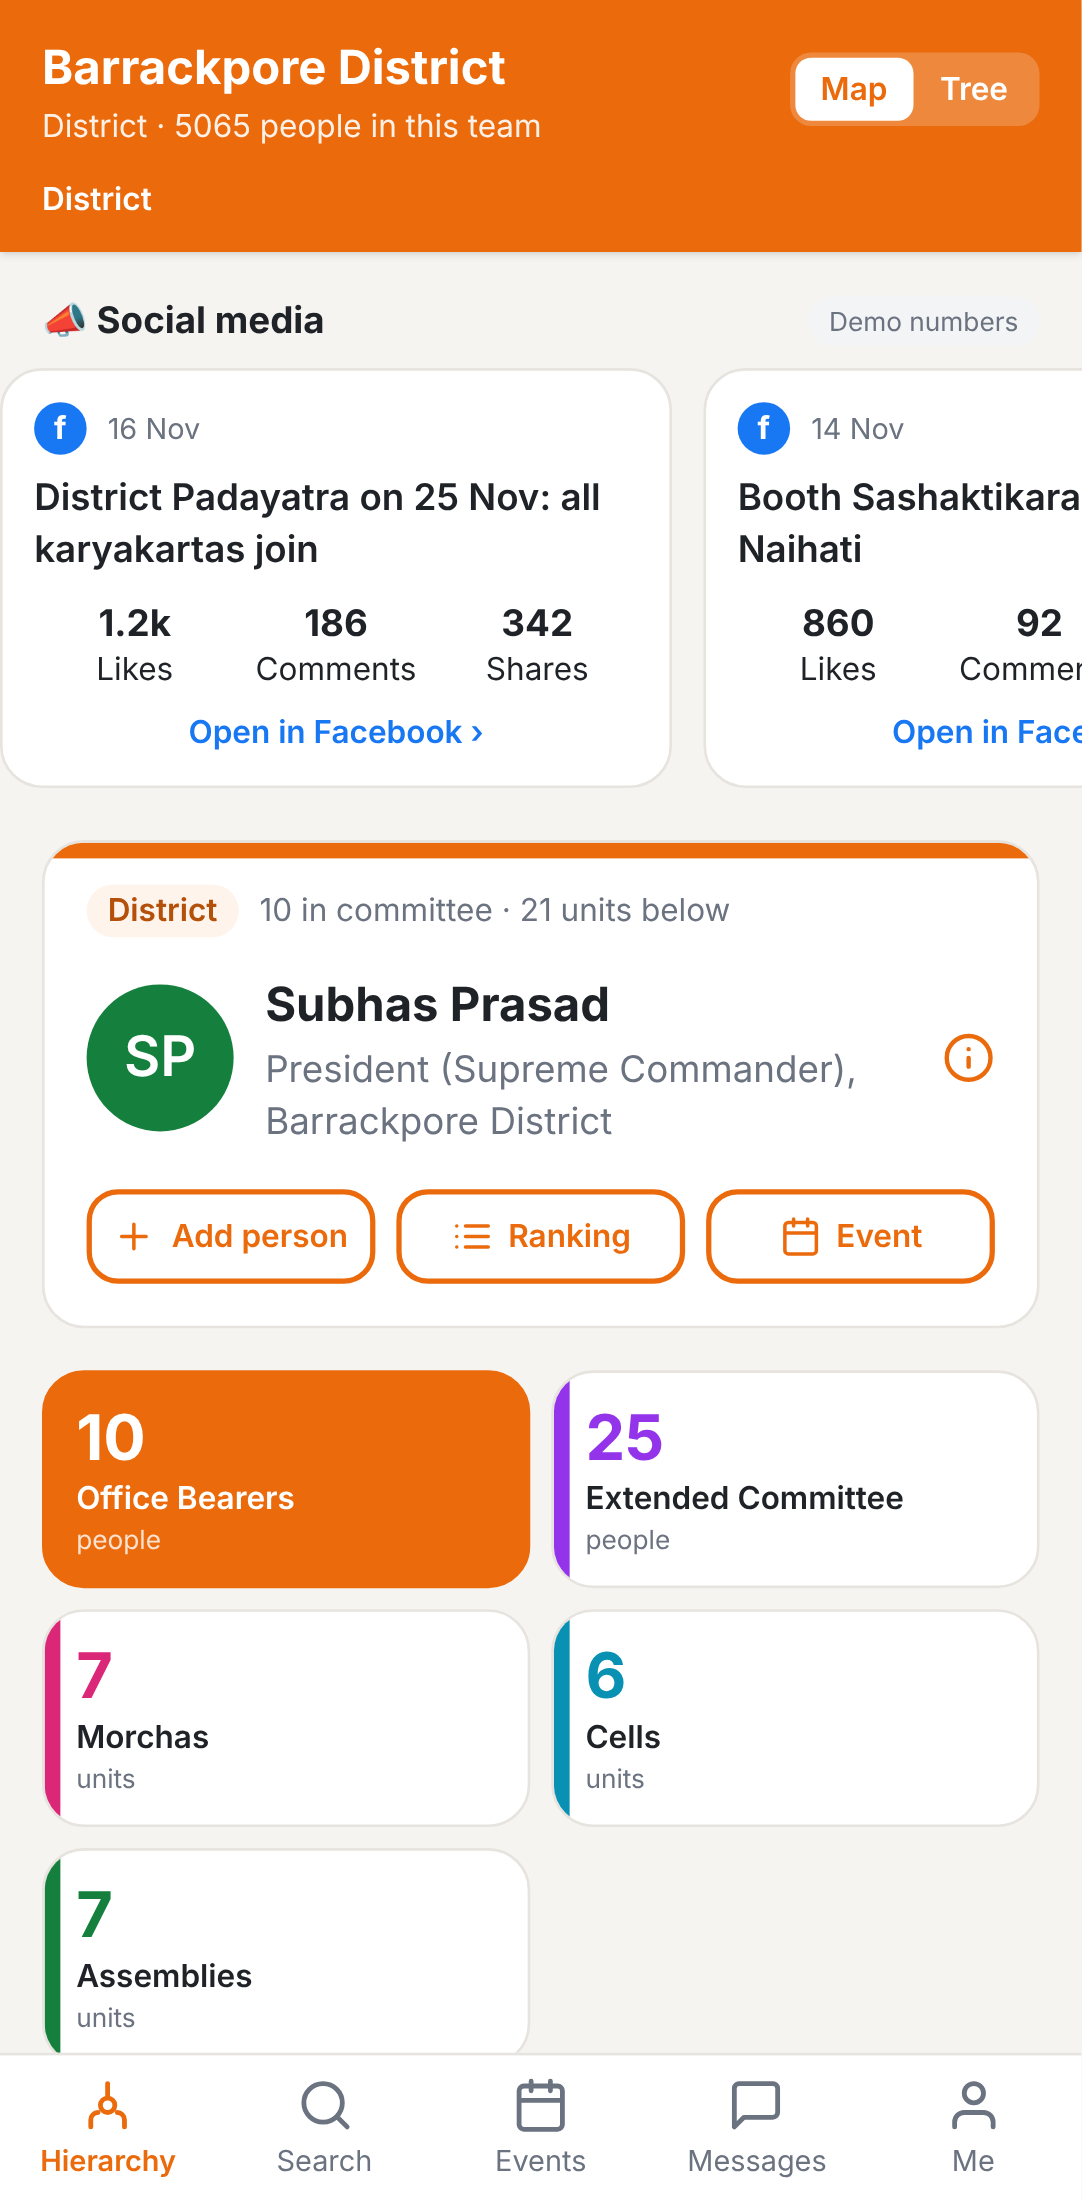 Barrackpore District
District · 5065 people in this team
Map
Tree
District
📣 Social media
Demo numbers
f 16 Nov
District Padayatra on 25 Nov: all
karyakartas join
1.2k 186 342
Likes Comments Shares
Open in Facebook ›
f 14 Nov
Booth
Naihati
860 92
Likes
Open in
District 10 in committee · 21 units below
SP
Subhas Prasad
President (Supreme Commander),
Barrackpore District
+ Add person
Ranking
Event
10
Office Bearers
people
25
Extended Committee
people
7
Morchas
units
6
Cells
units
7
Assemblies
units
Hierarchy
Search
Events
Messages
Me